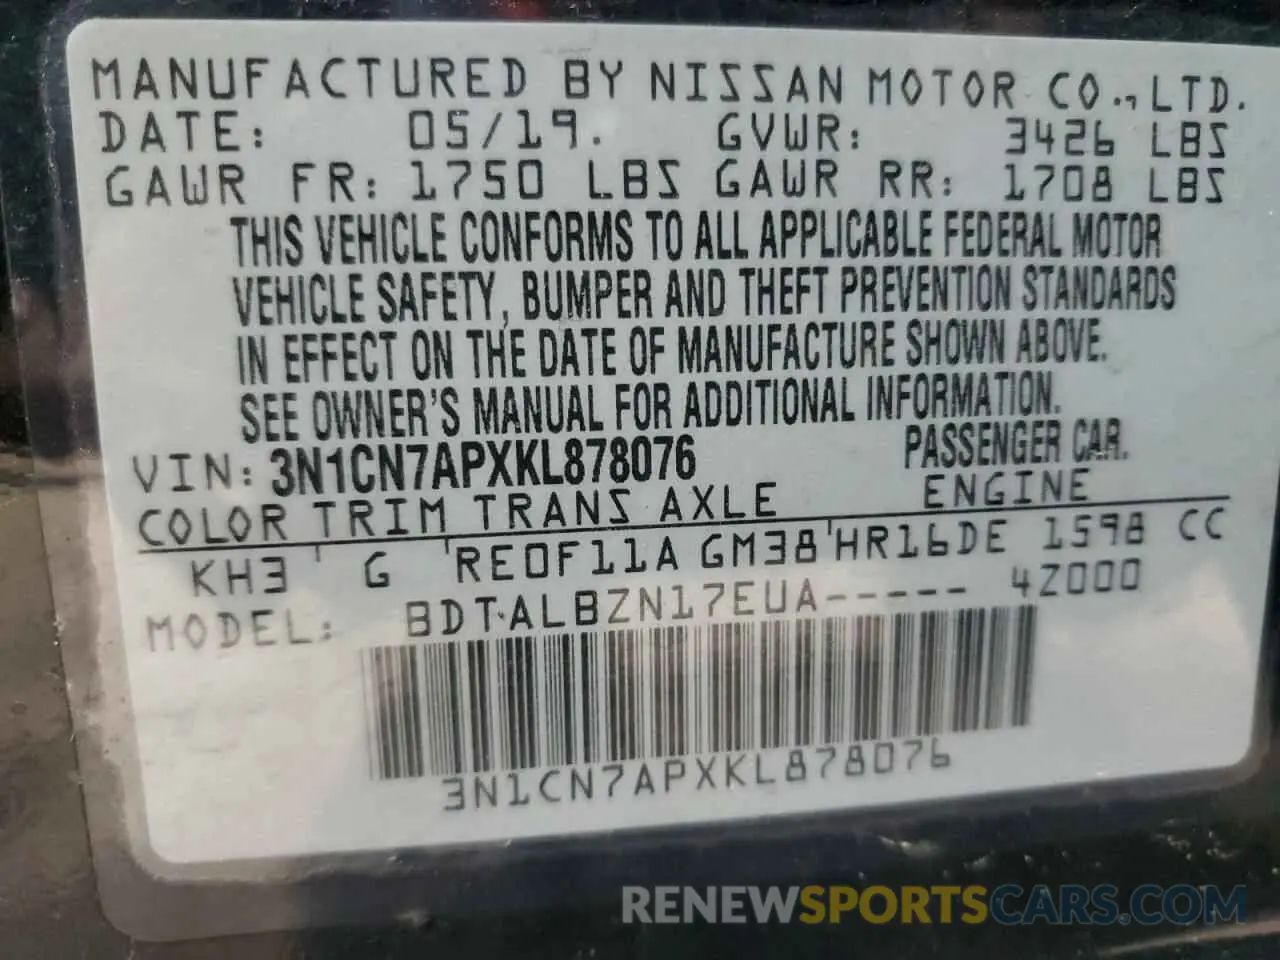 MANUFACTURED BY NISSAN MOTOR CO., LTD.
DATE: 05/19. GVWR: 3426 LBS
GAWR FR: 1750 LBS GAWR RR: 1708 LBS
THIS VEHICLE CONFORMS TO ALL APPLICABLE FEDERAL MOTOR
VEHICLE SAFETY, BUMPER AND THEFT PREVENTION STANDARDS
IN EFFECT ON THE DATE OF MANUFACTURE SHOWN ABOVE.
SEE OWNER'S MANUAL FOR ADDITIONAL INFORMATION.
VIN: 3N1CN7APXKL878076 PASSENGER CAR.
COLOR TRIM TRANS AXLE ENGINE
KH3 ' G ' RE0F11A GM38 ' HR16DE 1598 CC
MODEL: BDTALBZN17EUA----- 4Z000
3N1CN7APXKL878076
RENEWSPORTSCARS.COM